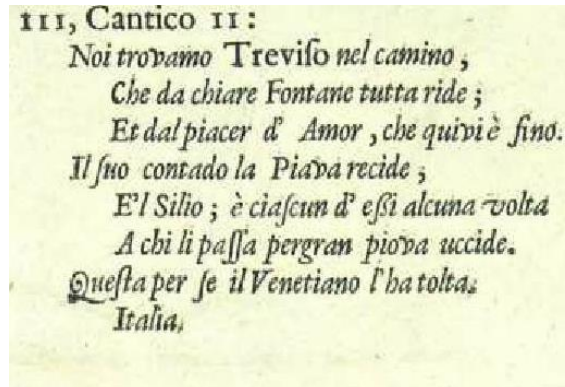 III, Cantico II:
Noi trovamo Treviſo nel camino,
Che da chiare Fontane tutta ride;
Et dal piacer d' Amor, che quivi è fino.
Il ſuo contado la Piava recide;
E'l Silio; è ciaſcun d' eſſi alcuna volta
A chi li paſſa per gran piova uccide.
Queſta per ſe il Venetiano l'ha tolta.
Italia.